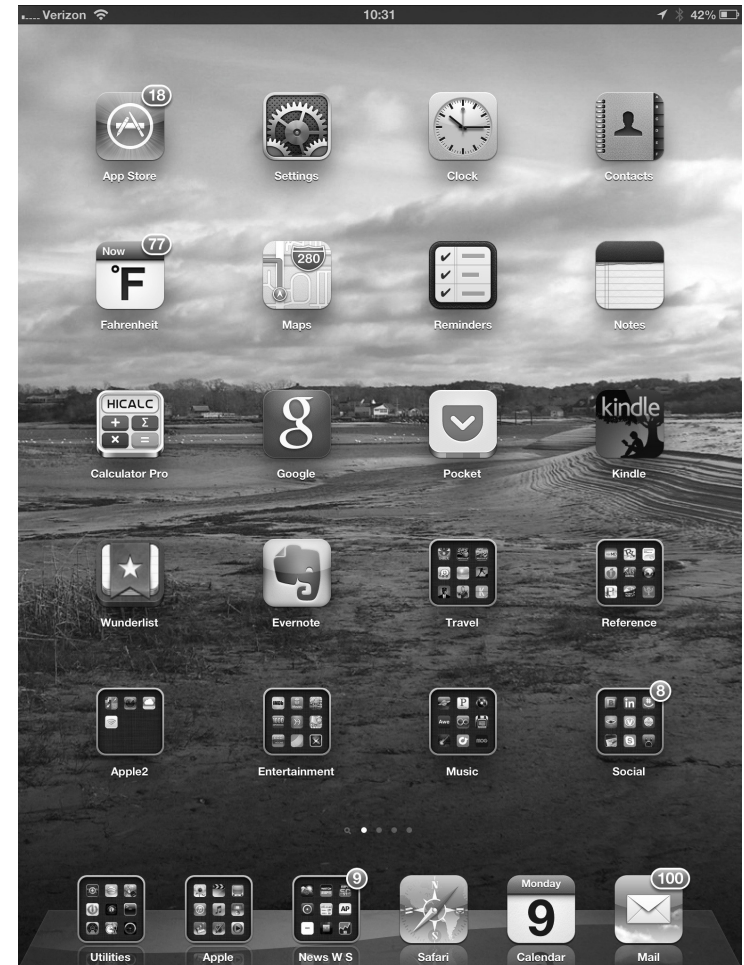 Verizon 10:31 42%
18
App Store Settings Clock Contacts
Now 77
°F 280
Fahrenheit Maps Reminders Notes
HICALC
+ Σ
× = g kindle
Calculator Pro Google Pocket Kindle
Wunderlist Evernote Travel Reference
8
in
P
Awe
Apple2 Entertainment Music Social
9 100
Monday
N
AP
9
S
Utilities Apple News W S Safari Calendar Mail